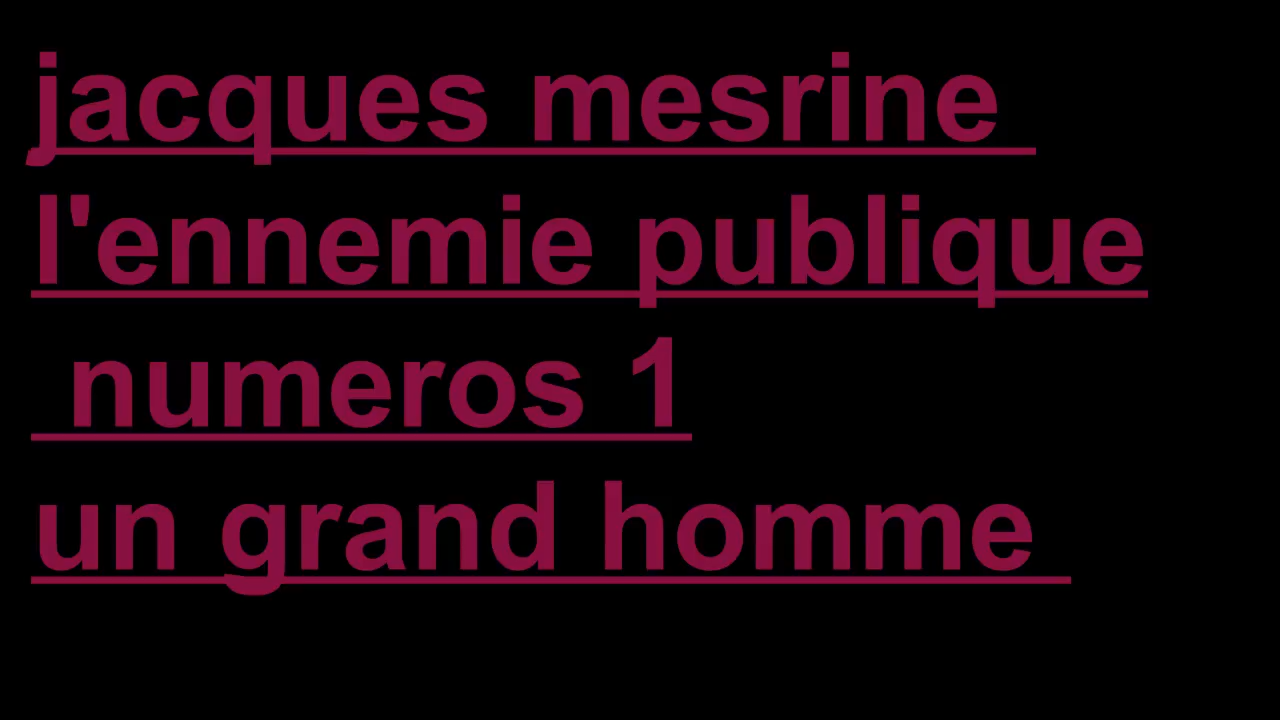 jacques mesrine
l'ennemie publique
numeros 1
un grand homme